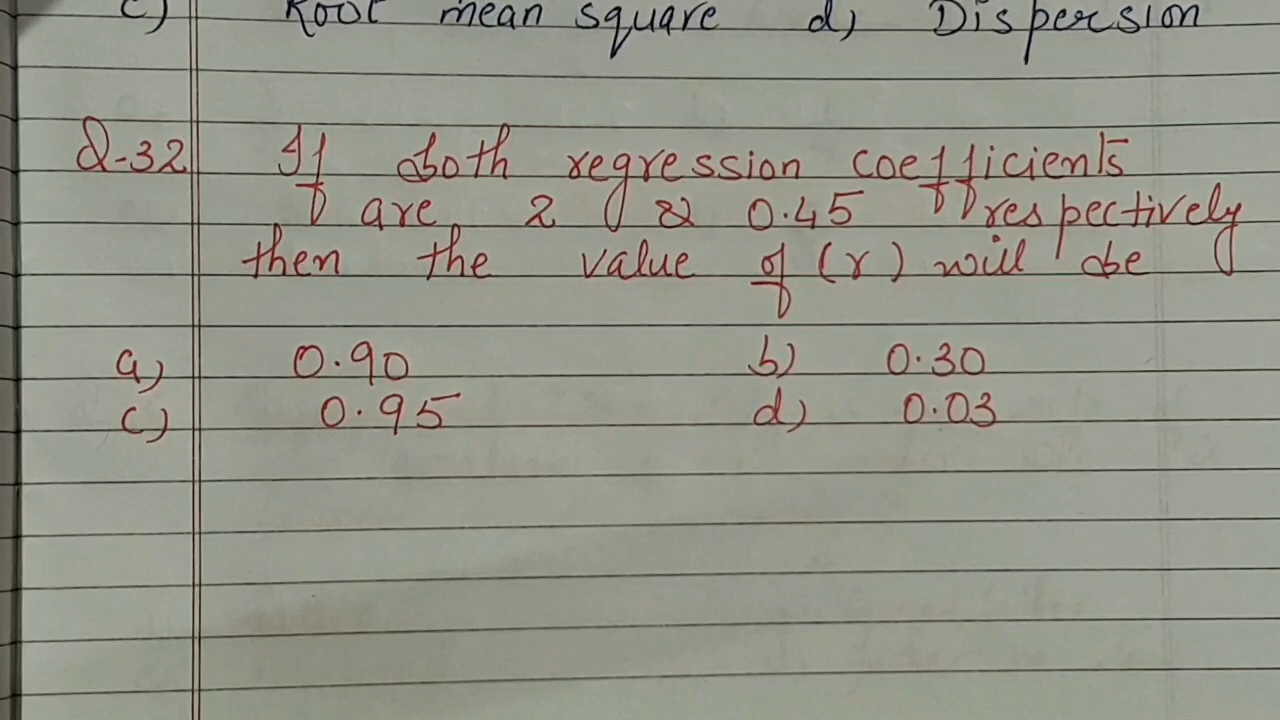 c) Root mean square d) Dispersion
Q-32 If both regression coefficients
are 2 & 0.45 respectively
then the value of (r) will be
a) 0.90 b) 0.30
c) 0.95 d) 0.03